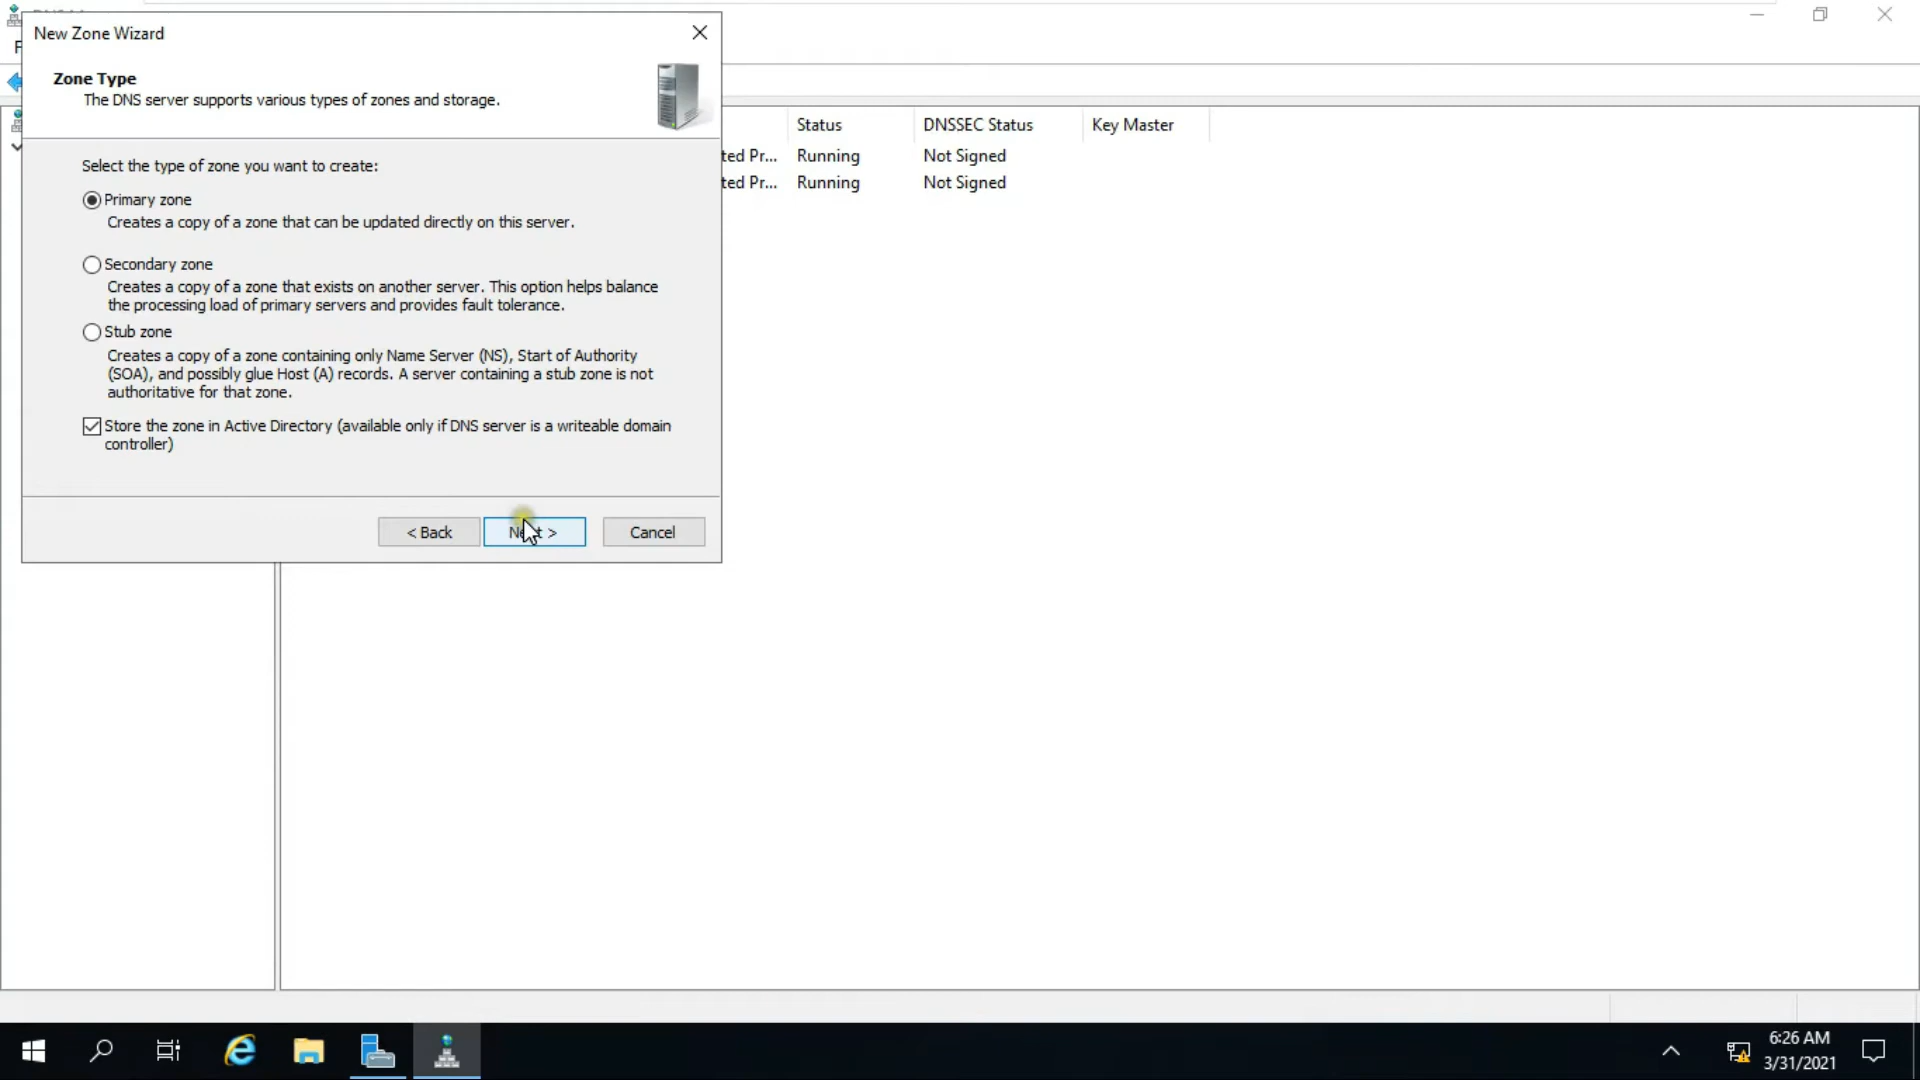 New Zone Wizard
Zone Type
The DNS server supports various types of zones and storage.
Select the type of zone you want to create:
Primary zone
Creates a copy of a zone that can be updated directly on this server.
Secondary zone
Creates a copy of a zone that exists on another server. This option helps balance
the processing load of primary servers and provides fault tolerance.
Stub zone
Creates a copy of a zone containing only Name Server (NS), Start of Authority
(SOA), and possibly glue Host (A) records. A server containing a stub zone is not
authoritative for that zone.
Store the zone in Active Directory (available only if DNS server is a writeable domain
controller)
< Back
Next >
Cancel
Status DNSSEC Status Key Master
ted Pr... Running Not Signed
ted Pr... Running Not Signed
6:26 AM
3/31/2021